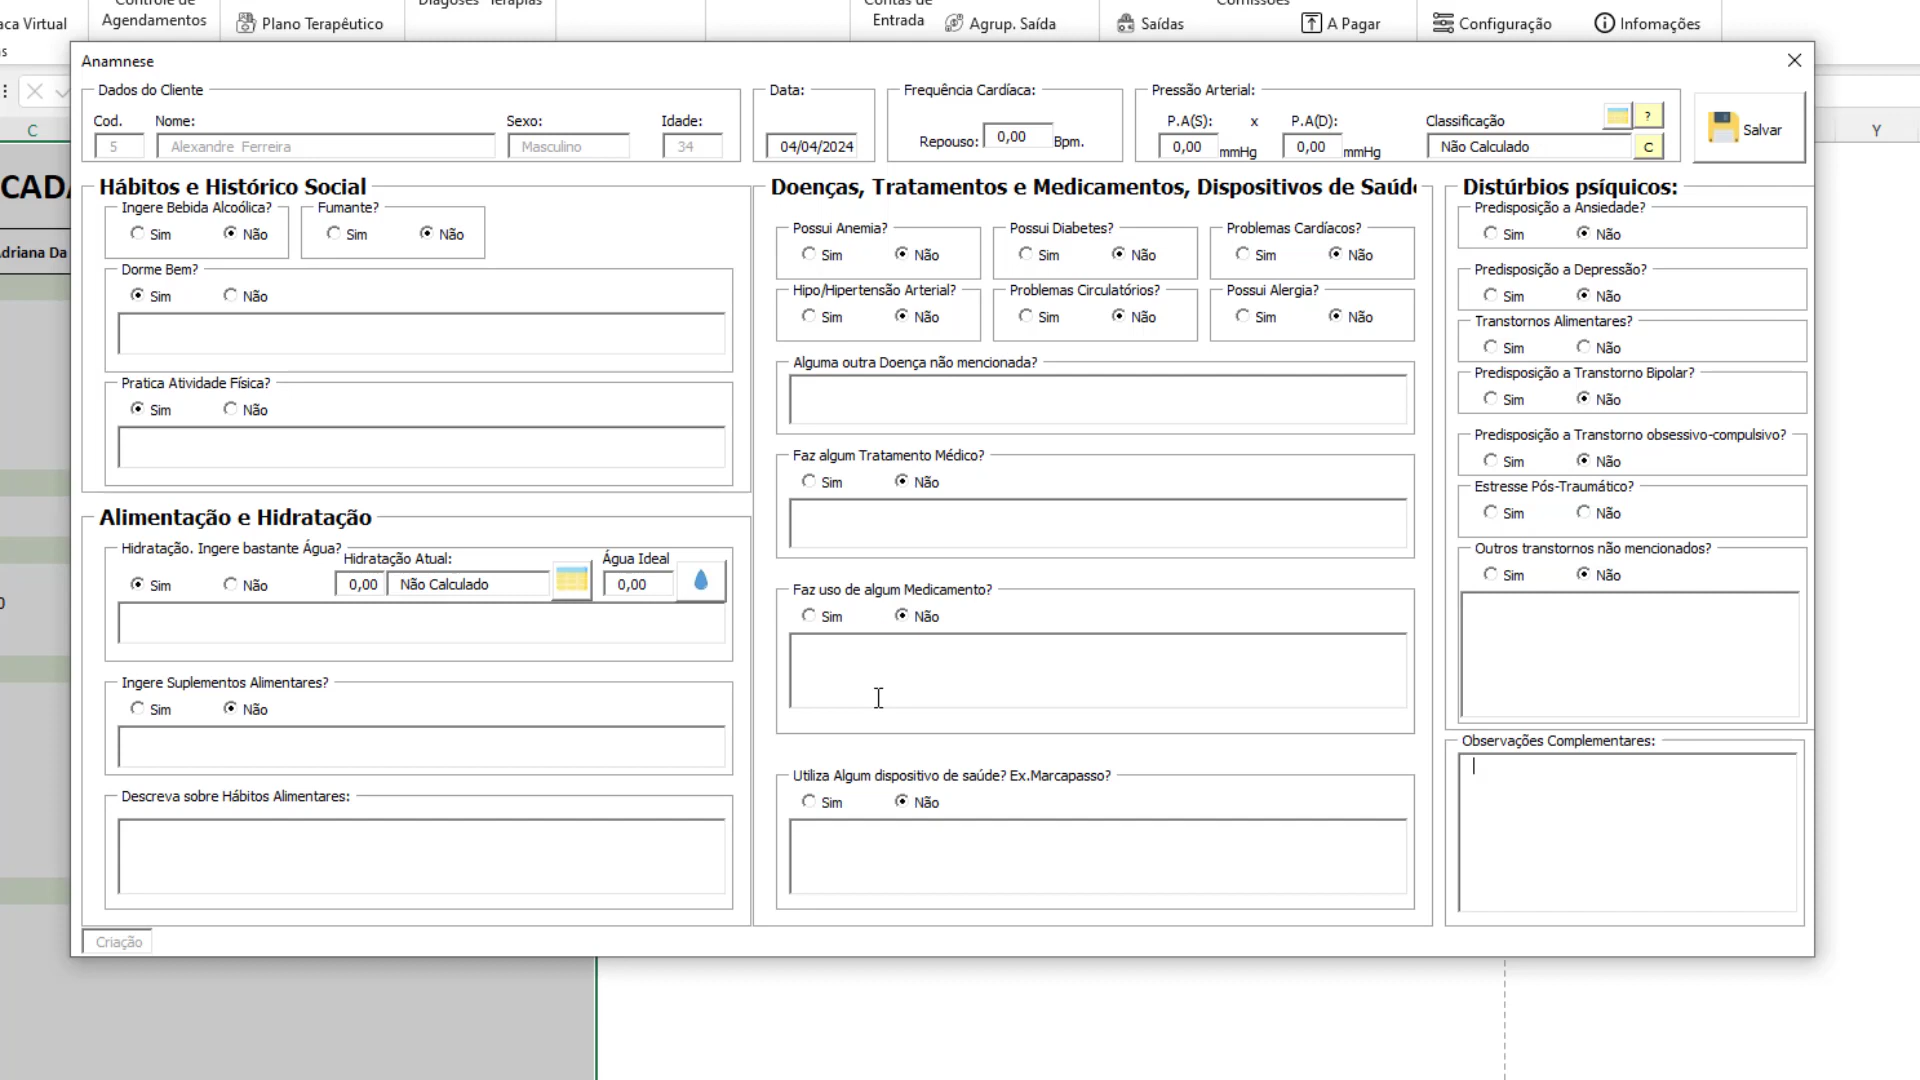 aca Virtual
Controle de
Agendamentos
Plano Terapêutico
Contas de
Entrada
Agrup. Saída
Saídas
Comissões
A Pagar
Configuração
Infomações
Anamnese
Dados do Cliente
Cod.
Nome:
Sexo:
Idade:
5
Alexandre Ferreira
Masculino
34
Data:
04/04/2024
Frequência Cardíaca:
Repouso: 0,00 Bpm.
Pressão Arterial:
P.A(S): x P.A(D):
0,00 mmHg 0,00 mmHg
Classificação
?
Não Calculado
C
Salvar
C
Y
CADA
driana Da
0
Hábitos e Histórico Social
Ingere Bebida Alcoólica?
Sim Não
Fumante?
Sim Não
Dorme Bem?
Sim Não
Pratica Atividade Física?
Sim Não
Alimentação e Hidratação
Hidratação. Ingere bastante Água?
Sim Não
Hidratação Atual:
0,00 Não Calculado
Água Ideal
0,00
Ingere Suplementos Alimentares?
Sim Não
Descreva sobre Hábitos Alimentares:
Criação
Doenças, Tratamentos e Medicamentos, Dispositivos de Saúde
Possui Anemia?
Sim Não
Possui Diabetes?
Sim Não
Problemas Cardíacos?
Sim Não
Hipo/Hipertensão Arterial?
Sim Não
Problemas Circulatórios?
Sim Não
Possui Alergia?
Sim Não
Alguma outra Doença não mencionada?
Faz algum Tratamento Médico?
Sim Não
Faz uso de algum Medicamento?
Sim Não
Utiliza Algum dispositivo de saúde? Ex.Marcapasso?
Sim Não
Distúrbios psíquicos:
Predisposição a Ansiedade?
Sim Não
Predisposição a Depressão?
Sim Não
Transtornos Alimentares?
Sim Não
Predisposição a Transtorno Bipolar?
Sim Não
Predisposição a Transtorno obsessivo-compulsivo?
Sim Não
Estresse Pós-Traumático?
Sim Não
Outros transtornos não mencionados?
Sim Não
Observações Complementares: